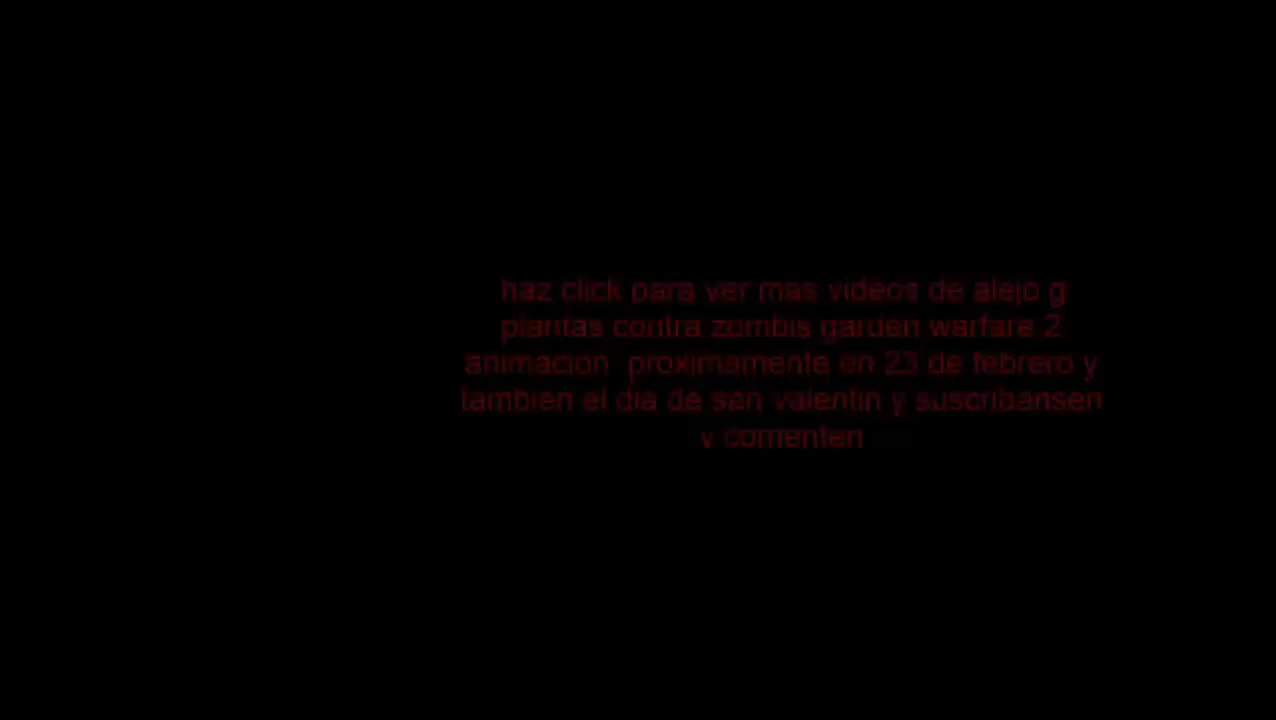 haz click para ver mas videos de alejo g
plantas contra zombis garden warfare 2
animacion proximamente en 23 de febrero y
tambien el dia de san valentin y suscribansen
y comenten